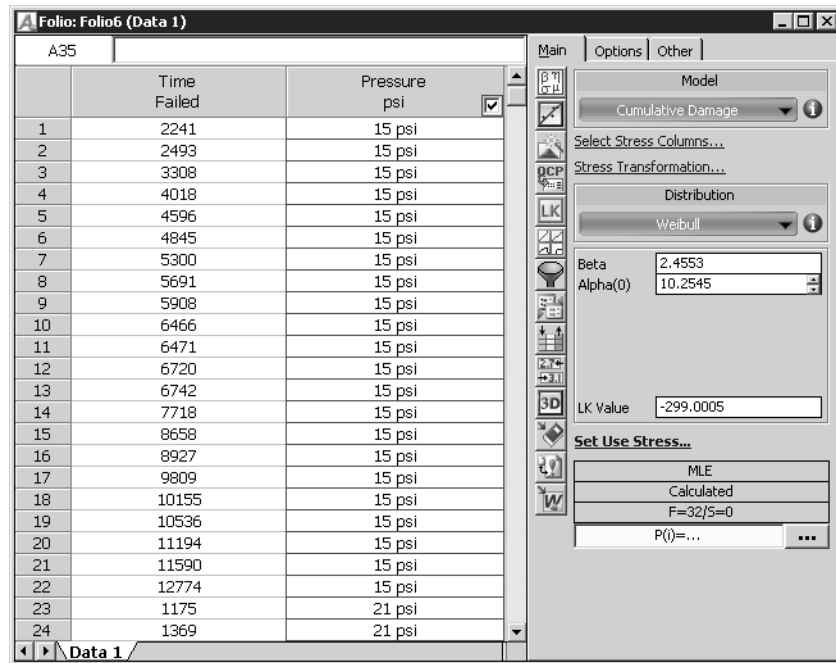 Folio: Folio6 (Data 1)
A35
Time Failed Pressure psi
1 2241 15 psi
2 2493 15 psi
3 3308 15 psi
4 4018 15 psi
5 4596 15 psi
6 4845 15 psi
7 5300 15 psi
8 5691 15 psi
9 5908 15 psi
10 6466 15 psi
11 6471 15 psi
12 6720 15 psi
13 6742 15 psi
14 7718 15 psi
15 8658 15 psi
16 8927 15 psi
17 9809 15 psi
18 10155 15 psi
19 10536 15 psi
20 11194 15 psi
21 11590 15 psi
22 12774 15 psi
23 1175 21 psi
24 1369 21 psi
Data 1
Main Options Other
β η σ μ
QCP
LK
2.7+
+3.1
3D
W
Model
Cumulative Damage
Select Stress Columns...
Stress Transformation...
Distribution
Weibull
Beta 2.4553
Alpha(0) 10.2545
LK Value -299.0005
Set Use Stress...
MLE
Calculated
F=32/S=0
P(i)=... ...